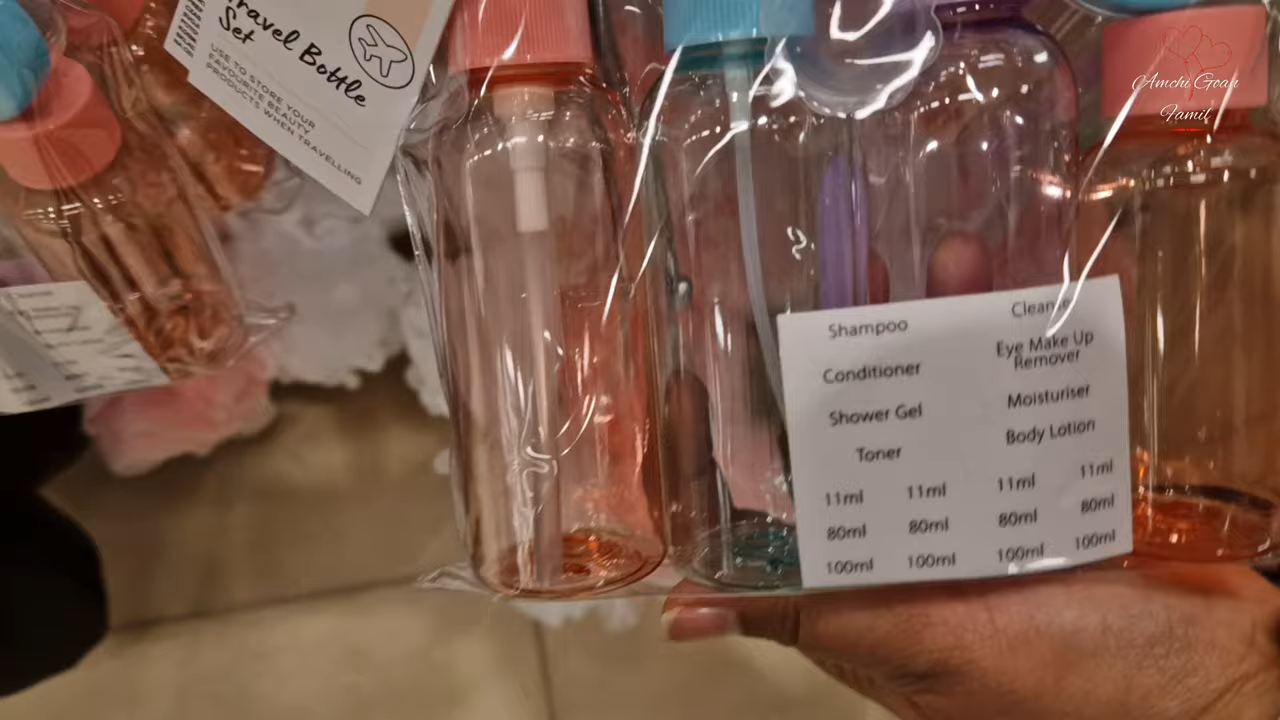 Travel Bottle
Set
USE TO STORE YOUR
FAVOURITE BEAUTY
PRODUCTS WHEN TRAVELLING
Amchi Goan
Famil
Shampoo
Conditioner
Shower Gel
Toner
Eye Make Up
Remover
Moisturiser
Body Lotion
11ml 11ml 11ml 11ml
80ml 80ml 80ml 80ml
100ml 100ml 100ml 100ml